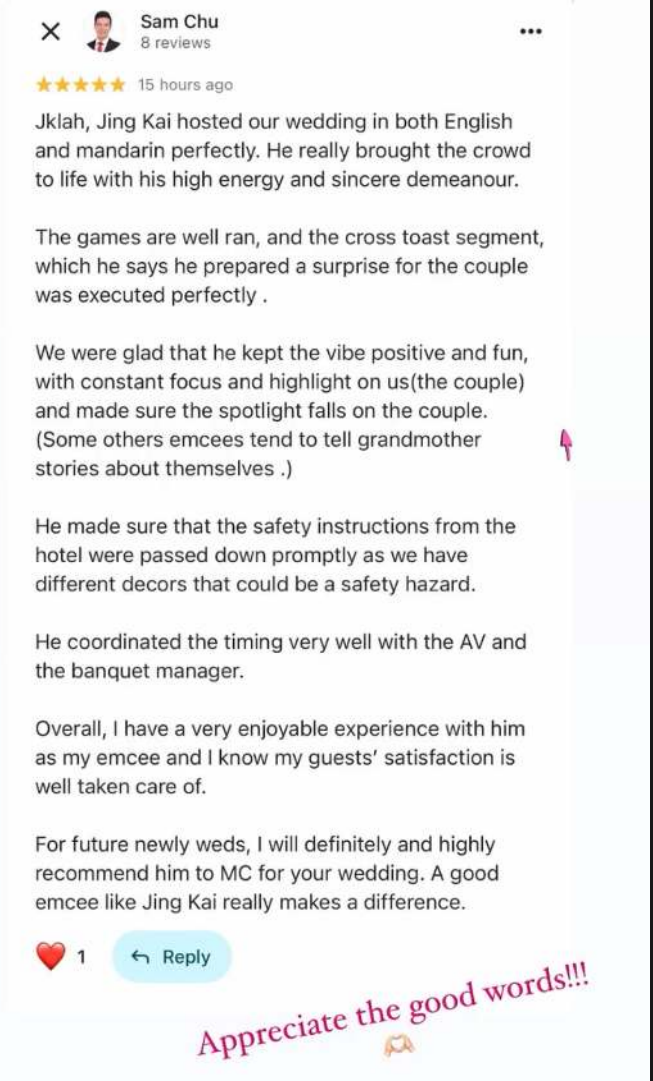 Sam Chu
8 reviews
15 hours ago
Jklah, Jing Kai hosted our wedding in both English
and mandarin perfectly. He really brought the crowd
to life with his high energy and sincere demeanour.
The games are well ran, and the cross toast segment,
which he says he prepared a surprise for the couple
was executed perfectly .
We were glad that he kept the vibe positive and fun,
with constant focus and highlight on us(the couple)
and made sure the spotlight falls on the couple.
(Some others emcees tend to tell grandmother
stories about themselves .)
He made sure that the safety instructions from the
hotel were passed down promptly as we have
different decors that could be a safety hazard.
He coordinated the timing very well with the AV and
the banquet manager.
Overall, I have a very enjoyable experience with him
as my emcee and I know my guests’ satisfaction is
well taken care of.
For future newly weds, I will definitely and highly
recommend him to MC for your wedding. A good
emcee like Jing Kai really makes a difference.
❤️ 1 Reply
Appreciate the good words!!!